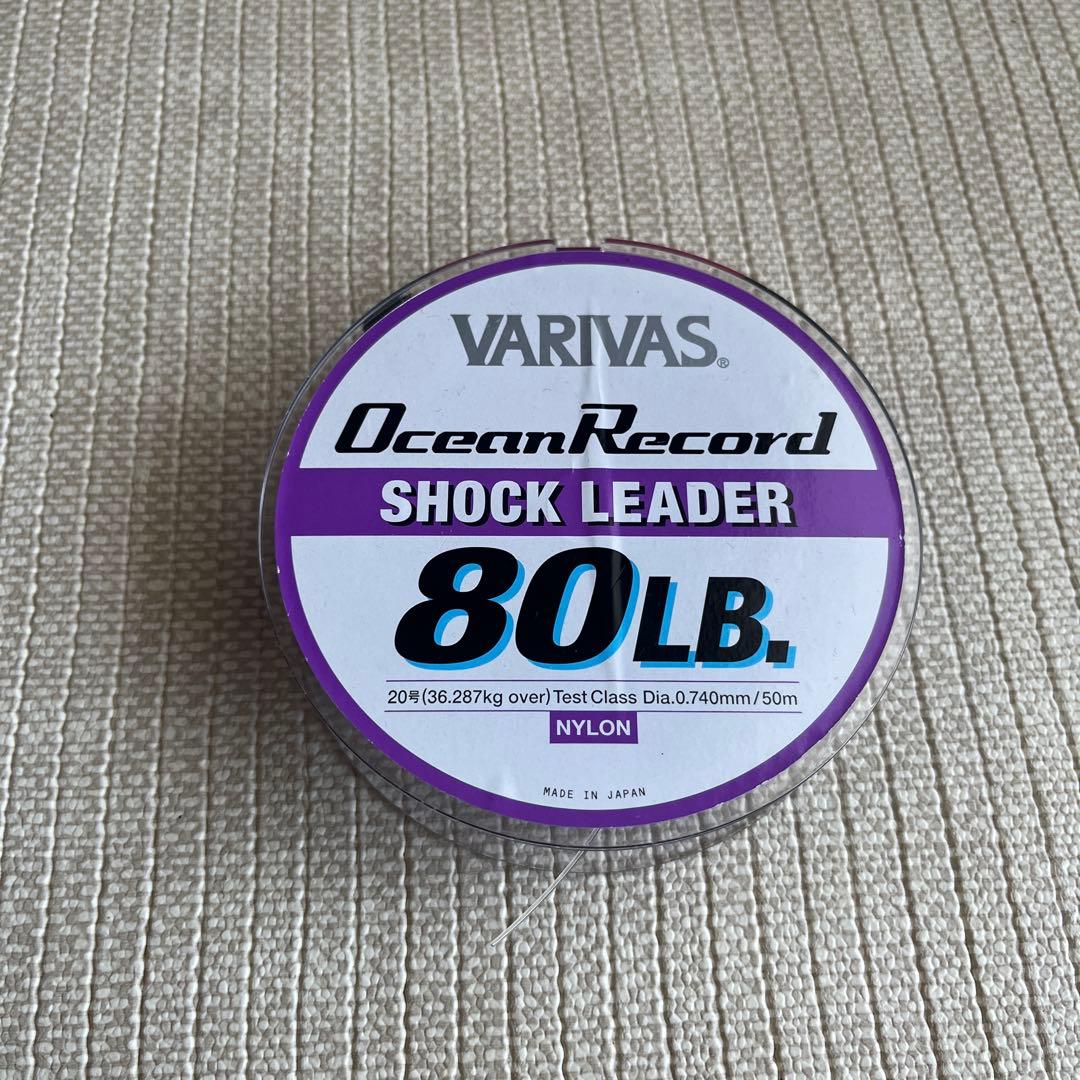 VARIVAS®
OceanRecord
SHOCK LEADER
80LB.
20号(36.287kg over) Test Class Dia.0.740mm/50m
NYLON
MADE IN JAPAN